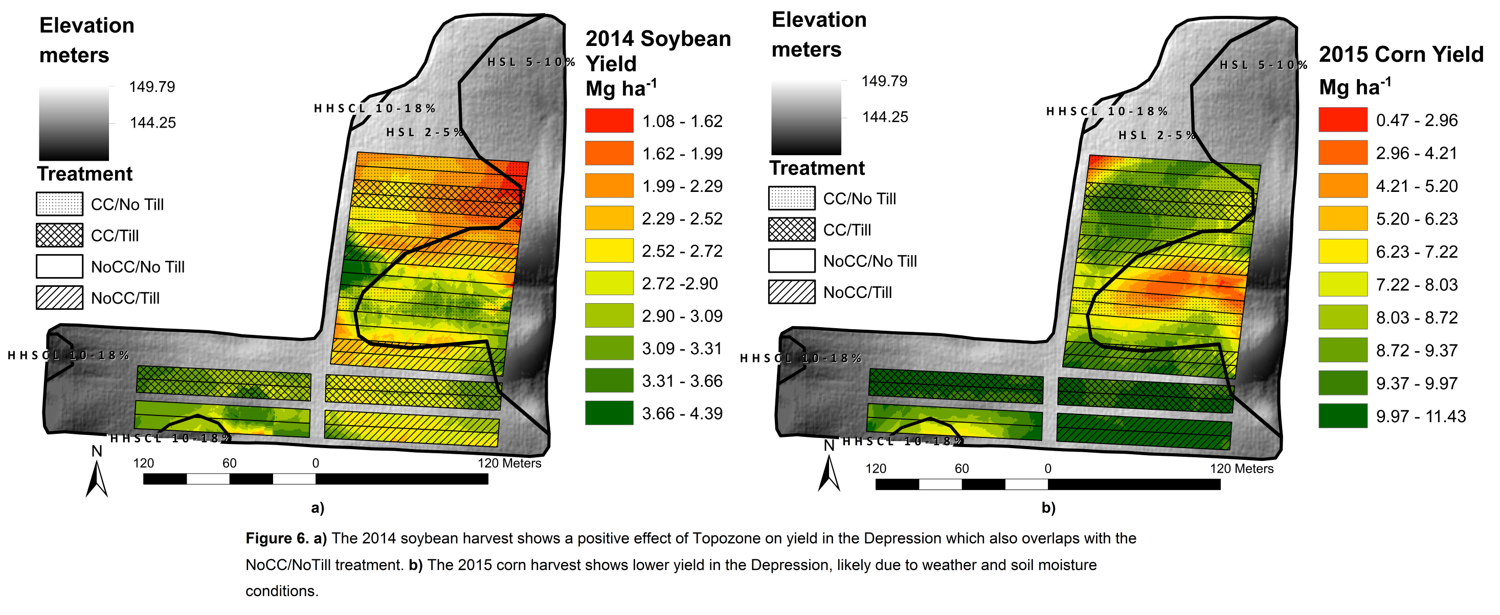 Elevation
meters
149.79
144.25
Treatment
CC/No Till
CC/Till
NoCC/No Till
NoCC/Till
HSL 5-10%
HHSCL 10-18%
HSL 2-5%
HHSCL 10-18%
HHSCL 10-18%
N
120 60 0 120 Meters
2014 Soybean
Yield
Mg ha-1
1.08 - 1.62
1.62 - 1.99
1.99 - 2.29
2.29 - 2.52
2.52 - 2.72
2.72 -2.90
2.90 - 3.09
3.09 - 3.31
3.31 - 3.66
3.66 - 4.39
a)
Elevation
meters
149.79
144.25
Treatment
CC/No Till
CC/Till
NoCC/No Till
NoCC/Till
HSL 5-10%
HHSCL 10-18%
HSL 2-5%
HHSCL 10-18%
HHSCL 10-18%
N
120 60 0 120 Meters
2015 Corn Yield
Mg ha-1
0.47 - 2.96
2.96 - 4.21
4.21 - 5.20
5.20 - 6.23
6.23 - 7.22
7.22 - 8.03
8.03 - 8.72
8.72 - 9.37
9.37 - 9.97
9.97 - 11.43
b)
Figure 6. a) The 2014 soybean harvest shows a positive effect of Topozone on yield in the Depression which also overlaps with the
NoCC/NoTill treatment. b) The 2015 corn harvest shows lower yield in the Depression, likely due to weather and soil moisture
conditions.